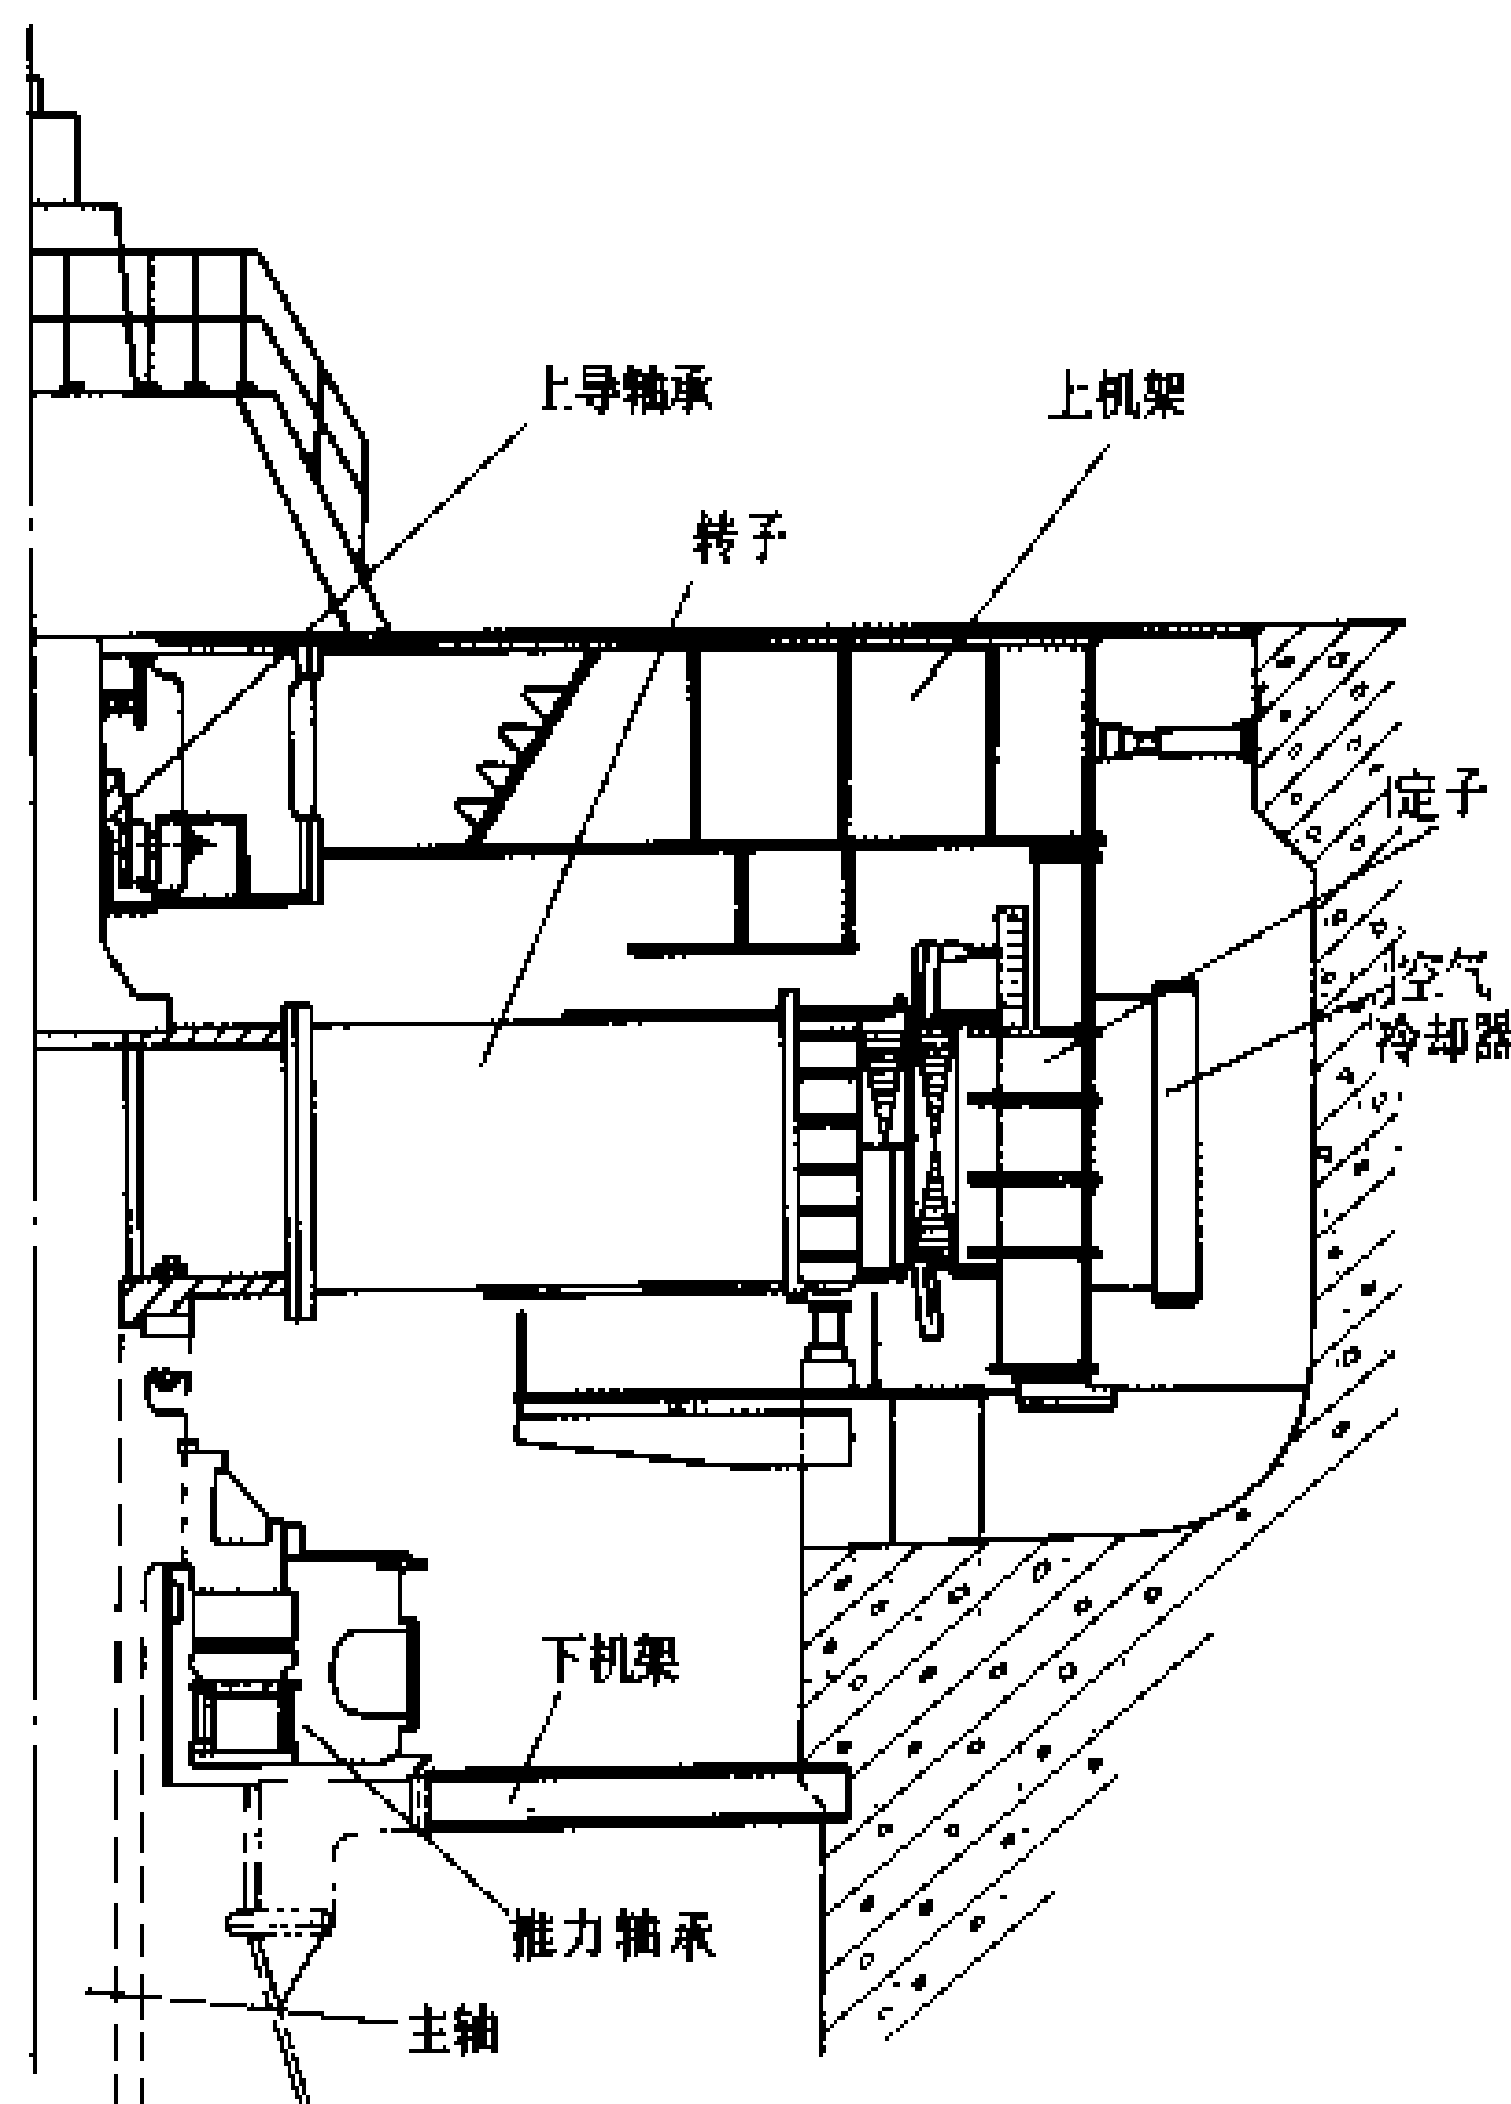 上导轴承
上机架
转子
定子
空气
冷却器
下机架
推力轴承
主轴